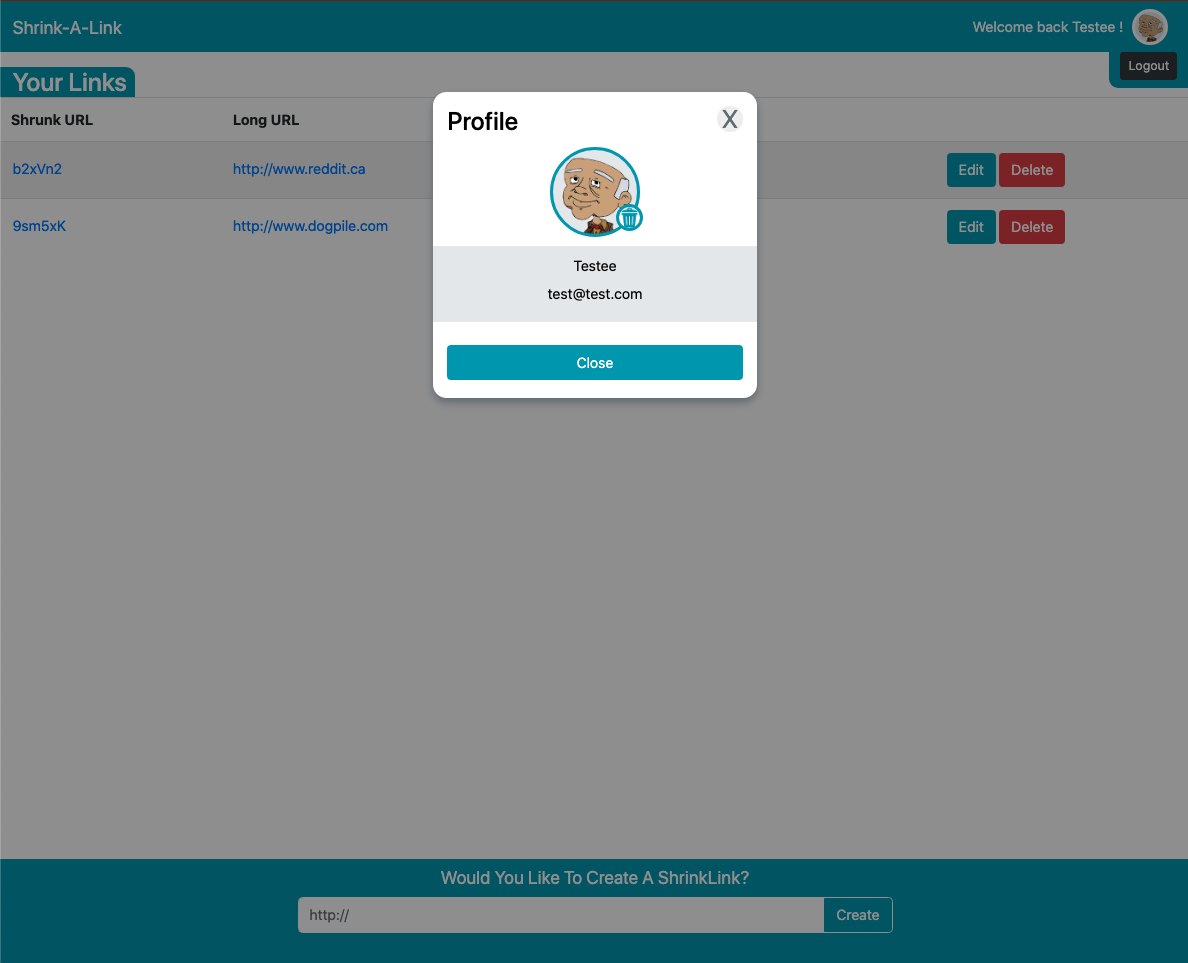 Shrink-A-Link
Welcome back Testee !
Logout
Your Links
Shrunk URL Long URL
b2xVn2 http://www.reddit.ca Edit Delete
9sm5xK http://www.dogpile.com Edit Delete
Profile X
Testee
test@test.com
Close
Would You Like To Create A ShrinkLink?
http:// Create